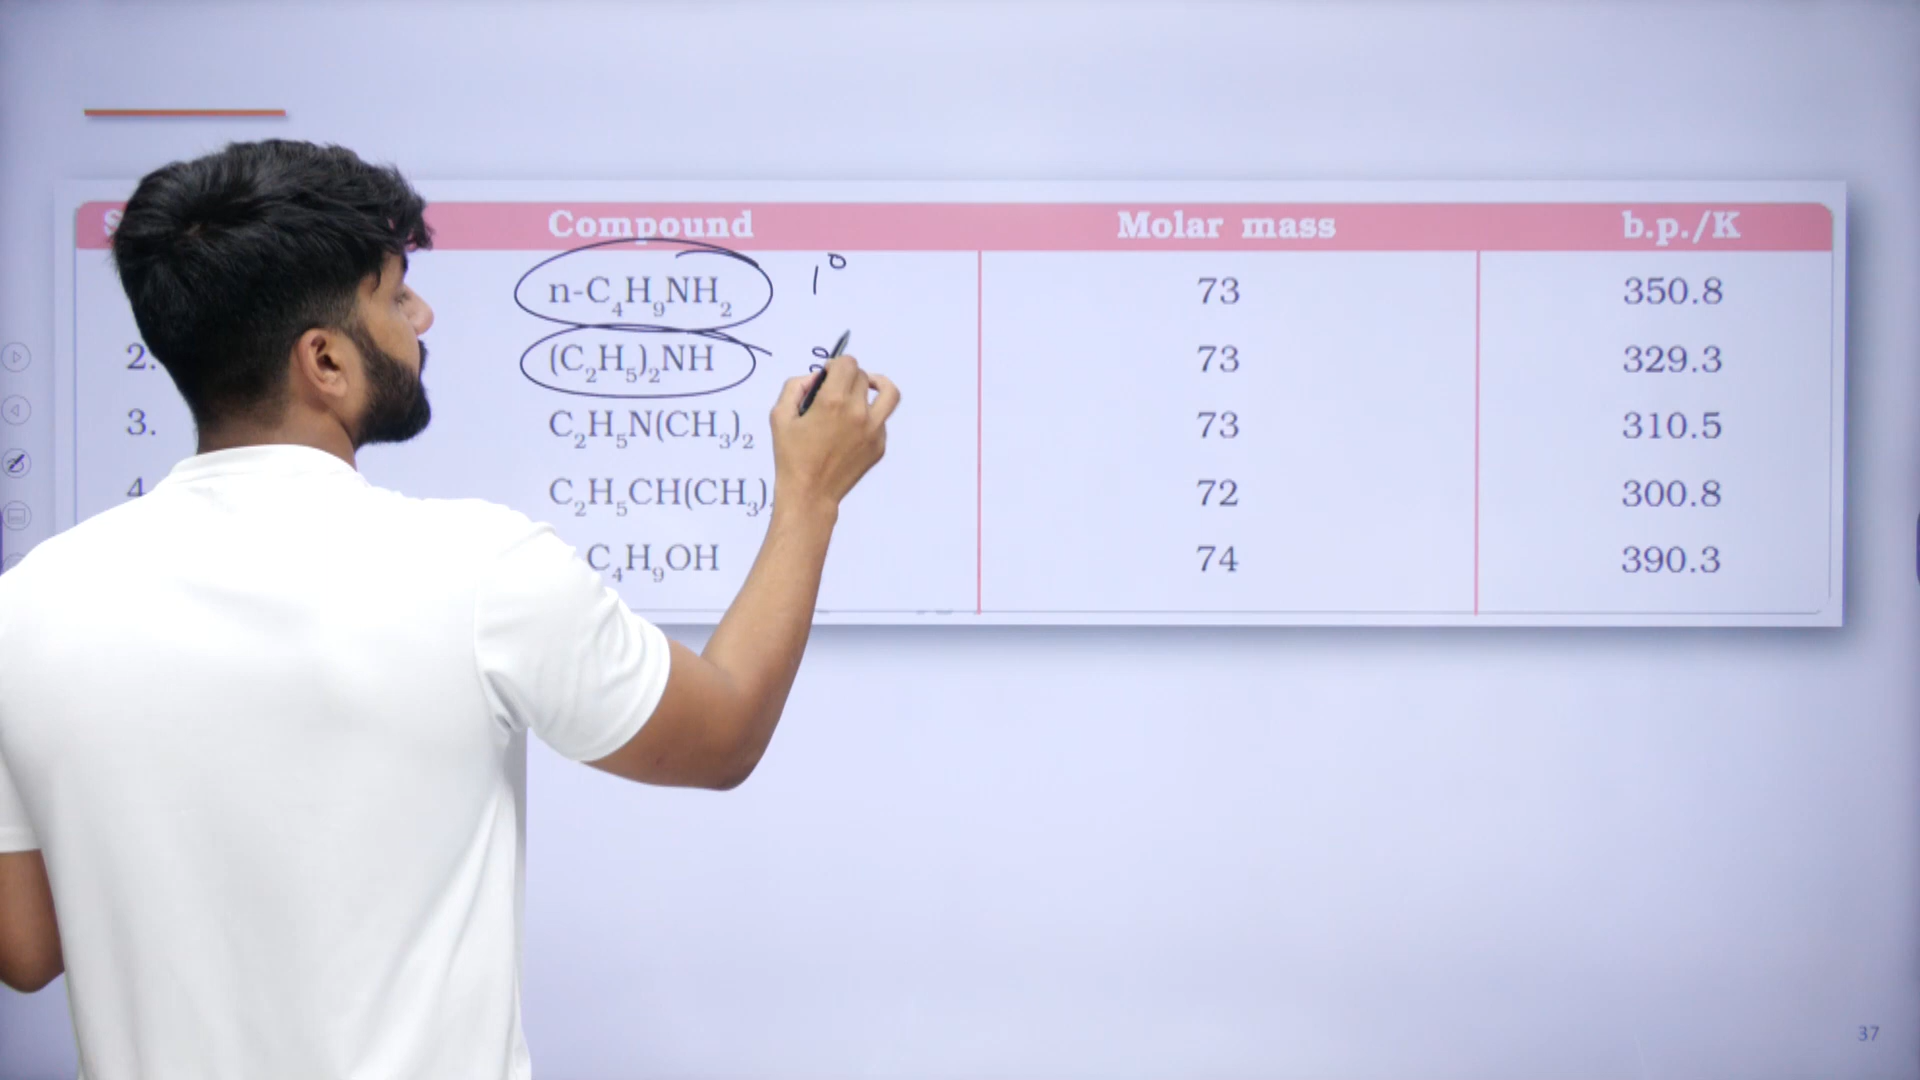 S Compound Molar mass b.p./K
n-C₄H₉NH₂ 1° 73 350.8
2. (C₂H₅)₂NH 73 329.3
3. C₂H₅N(CH₃)₂ 73 310.5
4 C₂H₅CH(CH₃) 72 300.8
C₄H₉OH 74 390.3
37